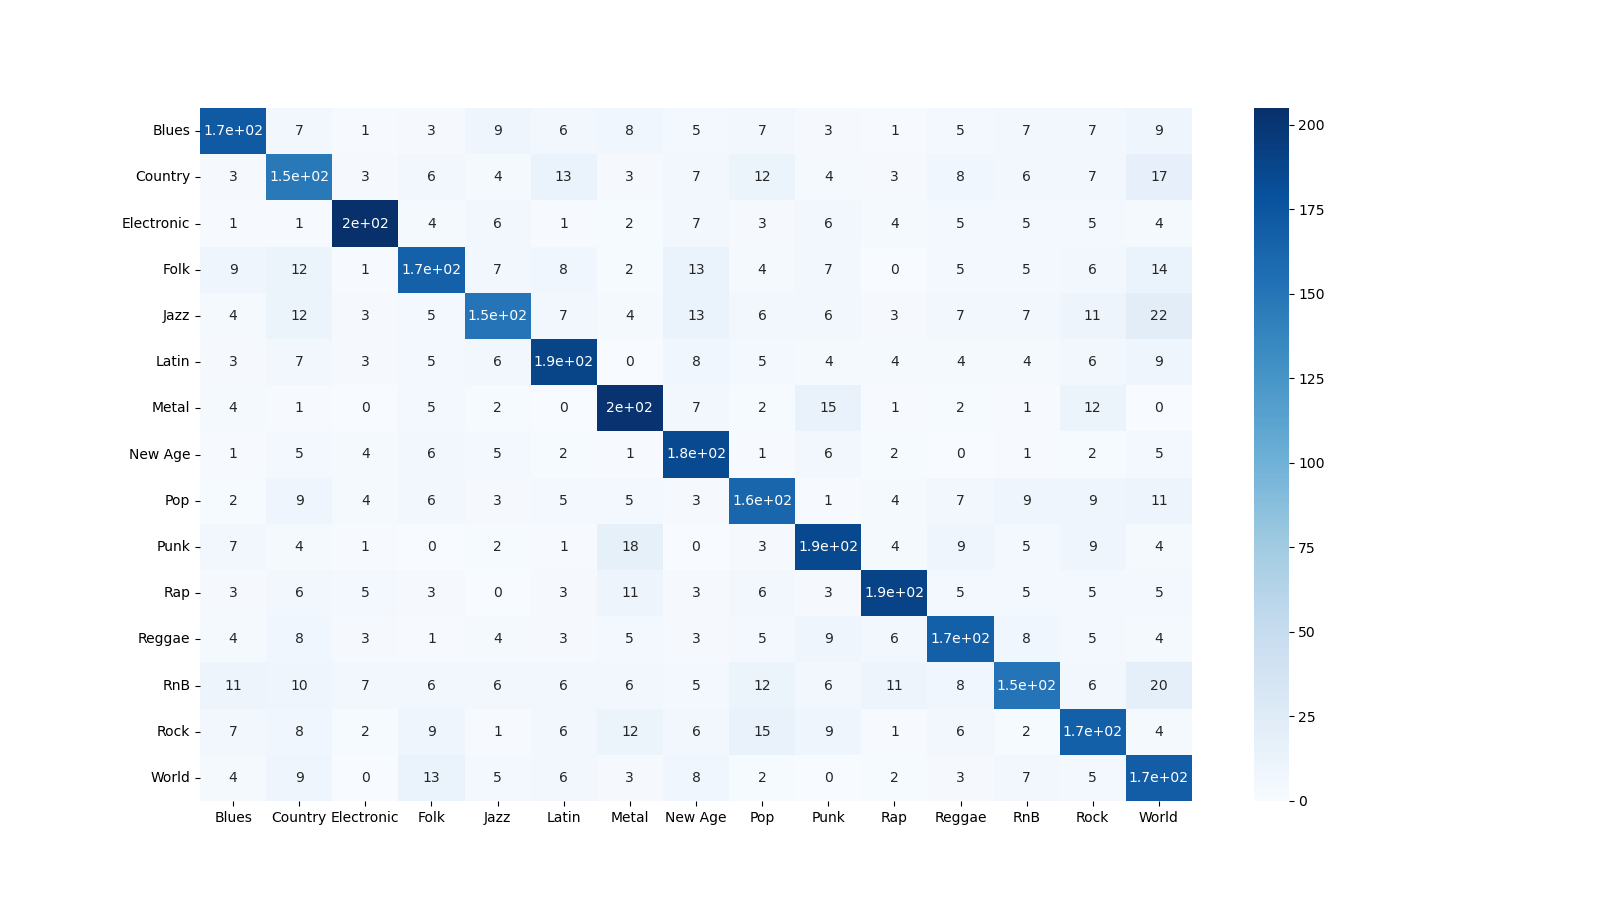 Blues 1.7e+02 7 1 3 9 6 8 5 7 3 1 5 7 7 9
Country 3 1.5e+02 3 6 4 13 3 7 12 4 3 8 6 7 17
Electronic 1 1 2e+02 4 6 1 2 7 3 6 4 5 5 5 4
Folk 9 12 1 1.7e+02 7 8 2 13 4 7 0 5 5 6 14
Jazz 4 12 3 5 1.5e+02 7 4 13 6 6 3 7 7 11 22
Latin 3 7 3 5 6 1.9e+02 0 8 5 4 4 4 4 6 9
Metal 4 1 0 5 2 0 2e+02 7 2 15 1 2 1 12 0
New Age 1 5 4 6 5 2 1 1.8e+02 1 6 2 0 1 2 5
Pop 2 9 4 6 3 5 5 3 1.6e+02 1 4 7 9 9 11
Punk 7 4 1 0 2 1 18 0 3 1.9e+02 4 9 5 9 4
Rap 3 6 5 3 0 3 11 3 6 3 1.9e+02 5 5 5 5
Reggae 4 8 3 1 4 3 5 3 5 9 6 1.7e+02 8 5 4
RnB 11 10 7 6 6 6 6 5 12 6 11 8 1.5e+02 6 20
Rock 7 8 2 9 1 6 12 6 15 9 1 6 2 1.7e+02 4
World 4 9 0 13 5 6 3 8 2 0 2 3 7 5 1.7e+02
Blues Country Electronic Folk Jazz Latin Metal New Age Pop Punk Rap Reggae RnB Rock World
200
175
150
125
100
75
50
25
0